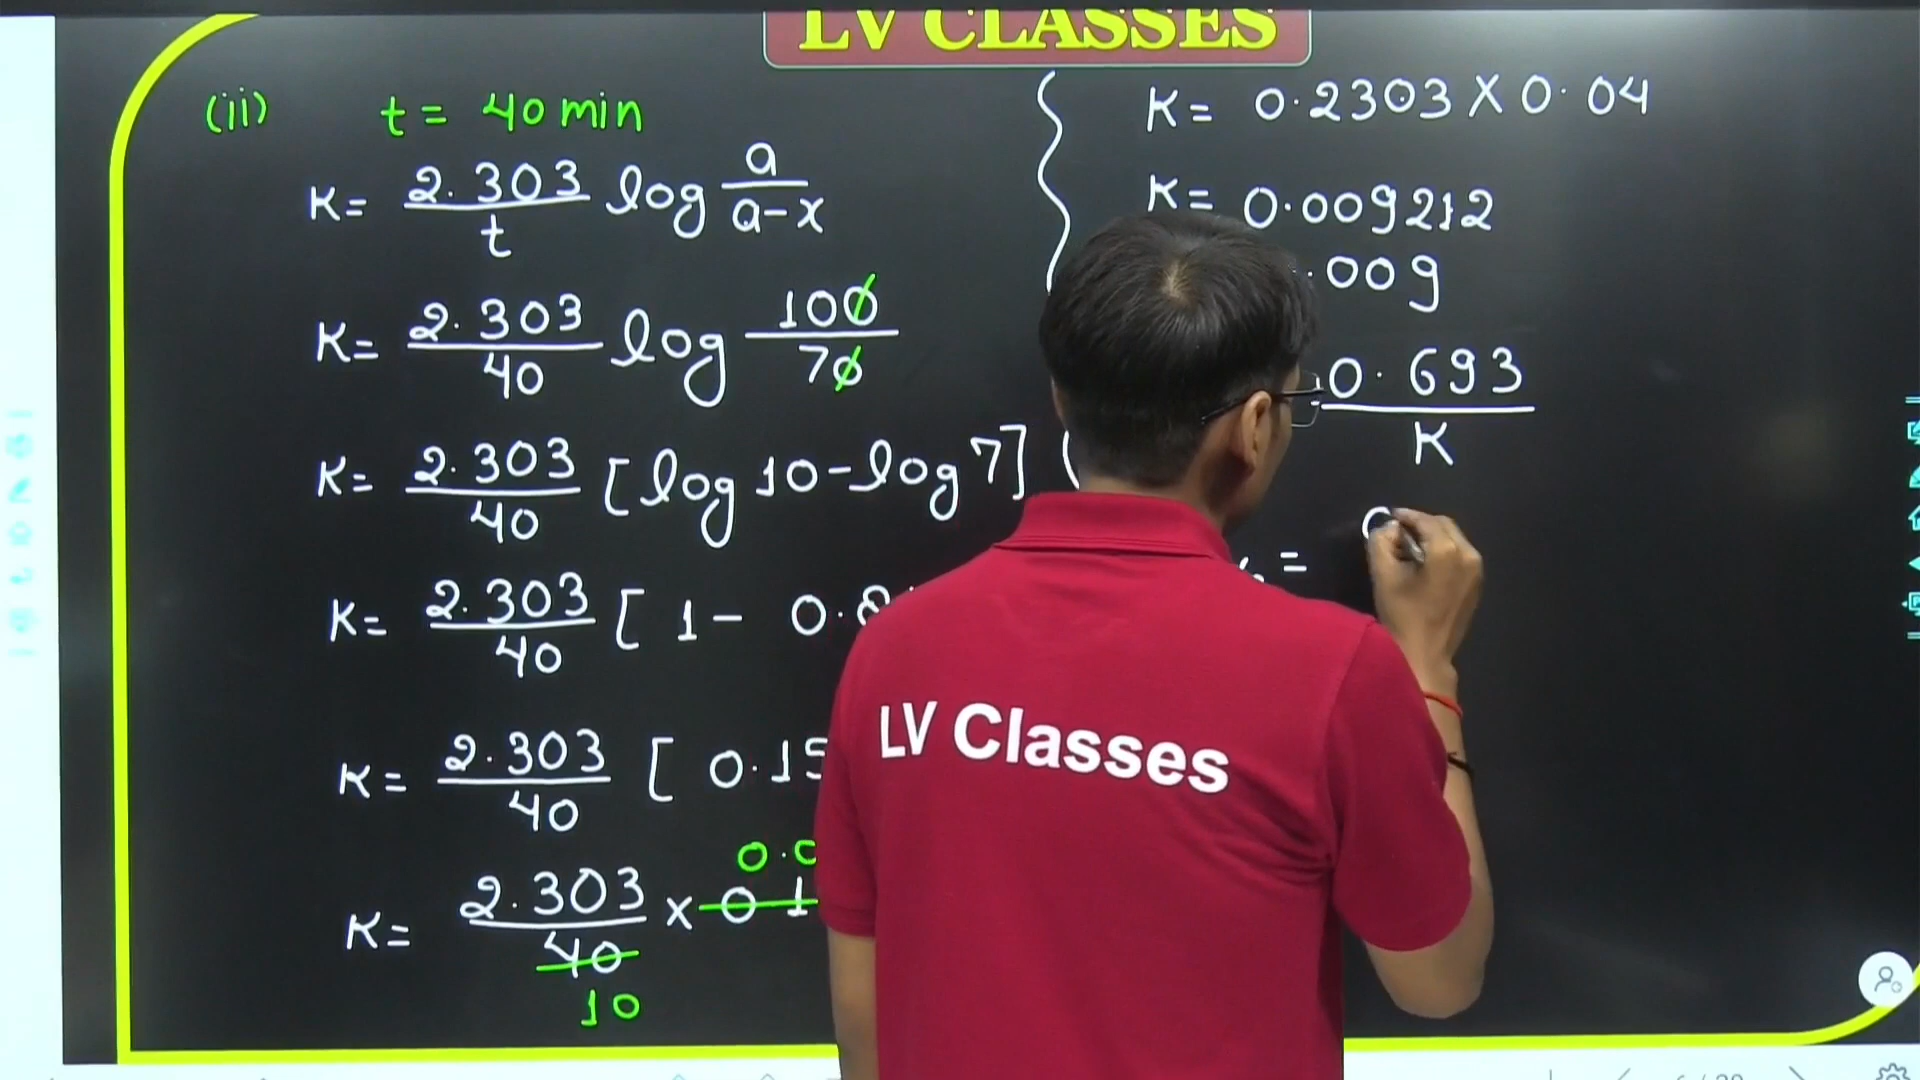 LV CLASSES
(ii) t = 40 min
K = 2.303/t log a/a-x
K = 2.303/40 log 100/70
K = 2.303/40 [log 10 - log 7]
K = 2.303/40 [ 1 - 0.8
K = 2.303/40 [ 0.15
0.0
K = 2.303/40 x 0 1
10
K = 0.2303 X 0.04
K = 0.009212
.009
0.693/K
=
LV Classes